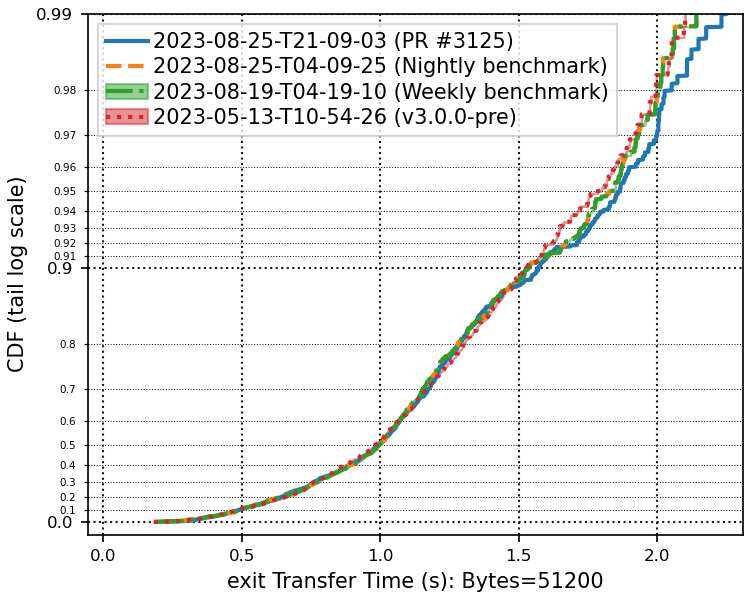 0.99
2023-08-25-T21-09-03 (PR #3125)
2023-08-25-T04-09-25 (Nightly benchmark)
2023-08-19-T04-19-10 (Weekly benchmark)
2023-05-13-T10-54-26 (v3.0.0-pre)
0.98
0.97
0.96
0.95
0.94
0.93
0.92
0.91
0.9
0.8
0.7
0.6
0.5
0.4
0.3
0.2
0.1
0.0
CDF (tail log scale)
0.0 0.5 1.0 1.5 2.0
exit Transfer Time (s): Bytes=51200